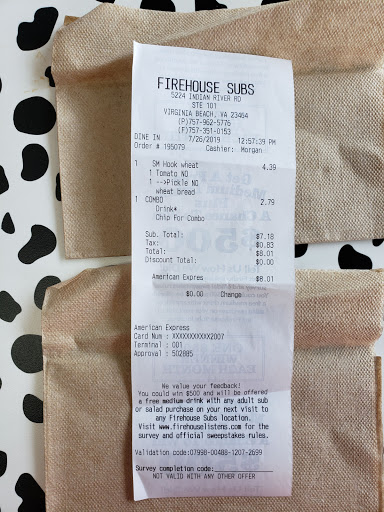 FIREHOUSE SUBS
5224 INDIAN RIVER RD
STE 101
VIRGINIA BEACH, VA 23464
(P)757-962-5776
(F)757-351-0153
DINE IN 7/26/2019 12:57:39 PM
Order # 195079 Cashier: Morgan
1 SM Hook wheat 4.39
1 Tomato NO
1 -->Pickle NO
wheat bread
1 COMBO 2.79
Drink*
Chip For Combo
Sub. Total: $7.18
Tax: $0.83
Total: $8.01
Discount Total: $0.00
American Expres $8.01
$0.00 Change
American Express
Card Num : XXXXXXXXXXX2007
Terminal : 001
Approval : 502885
We value your feedback!
You could win $500 and will be offered
a free medium drink with any adult sub
or salad purchase on your next visit to
any Firehouse Subs location.
Visit www.firehouselistens.com for the
survey and official sweepstakes rules.
Validation code:07998-00488-1207-2699
Survey completion code:
NOT VALID WITH ANY OTHER OFFER